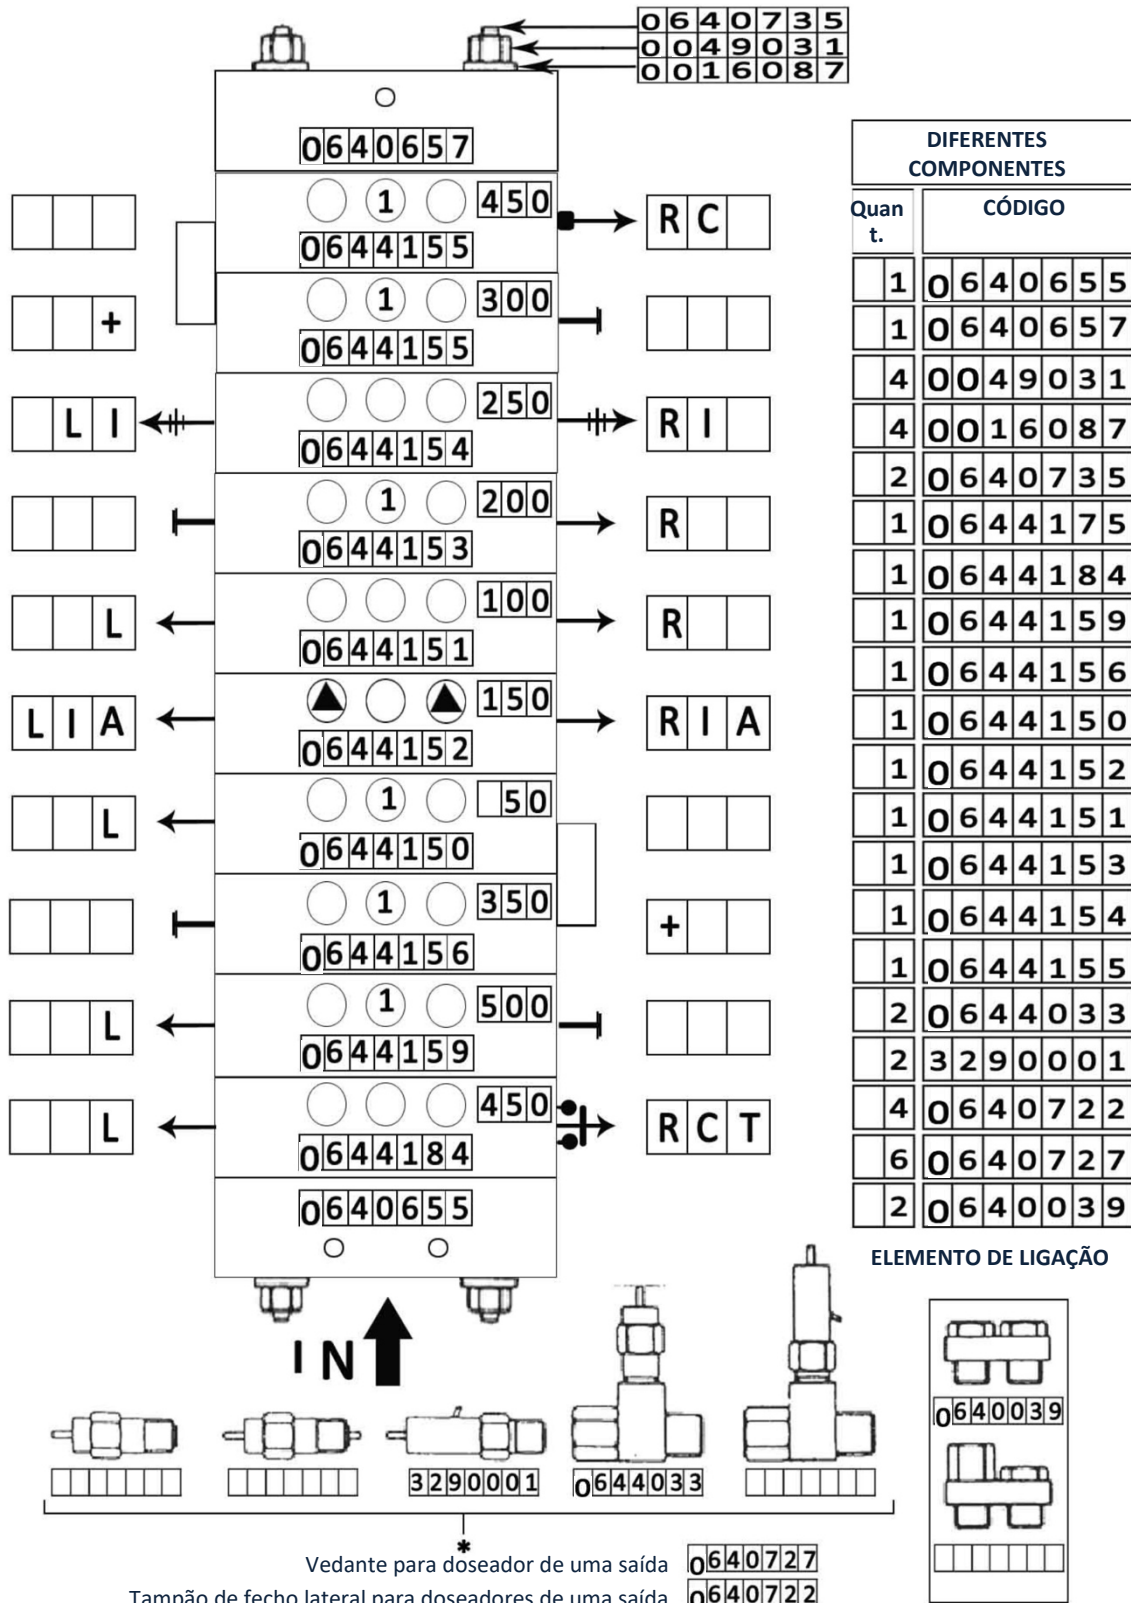 0640735
0049031
0016087
0640657
DIFERENTES
COMPONENTES
Quan
t.
CÓDIGO
1 450
0644155
RC
+
1 300
0644155
LI
250
0644154
RI
1 200
0644153
R
L
100
0644151
R
LIA
150
0644152
RIA
L
1 50
0644150
1 350
0644156
+
L
1 500
0644159
L
450
0644184
RCT
0640655
1 0640655
1 0640657
4 0049031
4 0016087
2 0640735
1 0644175
1 0644184
1 0644159
1 0644156
1 0644150
1 0644152
1 0644151
1 0644153
1 0644154
1 0644155
2 0644033
2 3290001
4 0640722
6 0640727
2 0640039
ELEMENTO DE LIGAÇÃO
IN
0640039
3290001
0644033
*
Vedante para doseador de uma saída 0640727
Tampão de fecho lateral para doseadores de uma saída 0640722